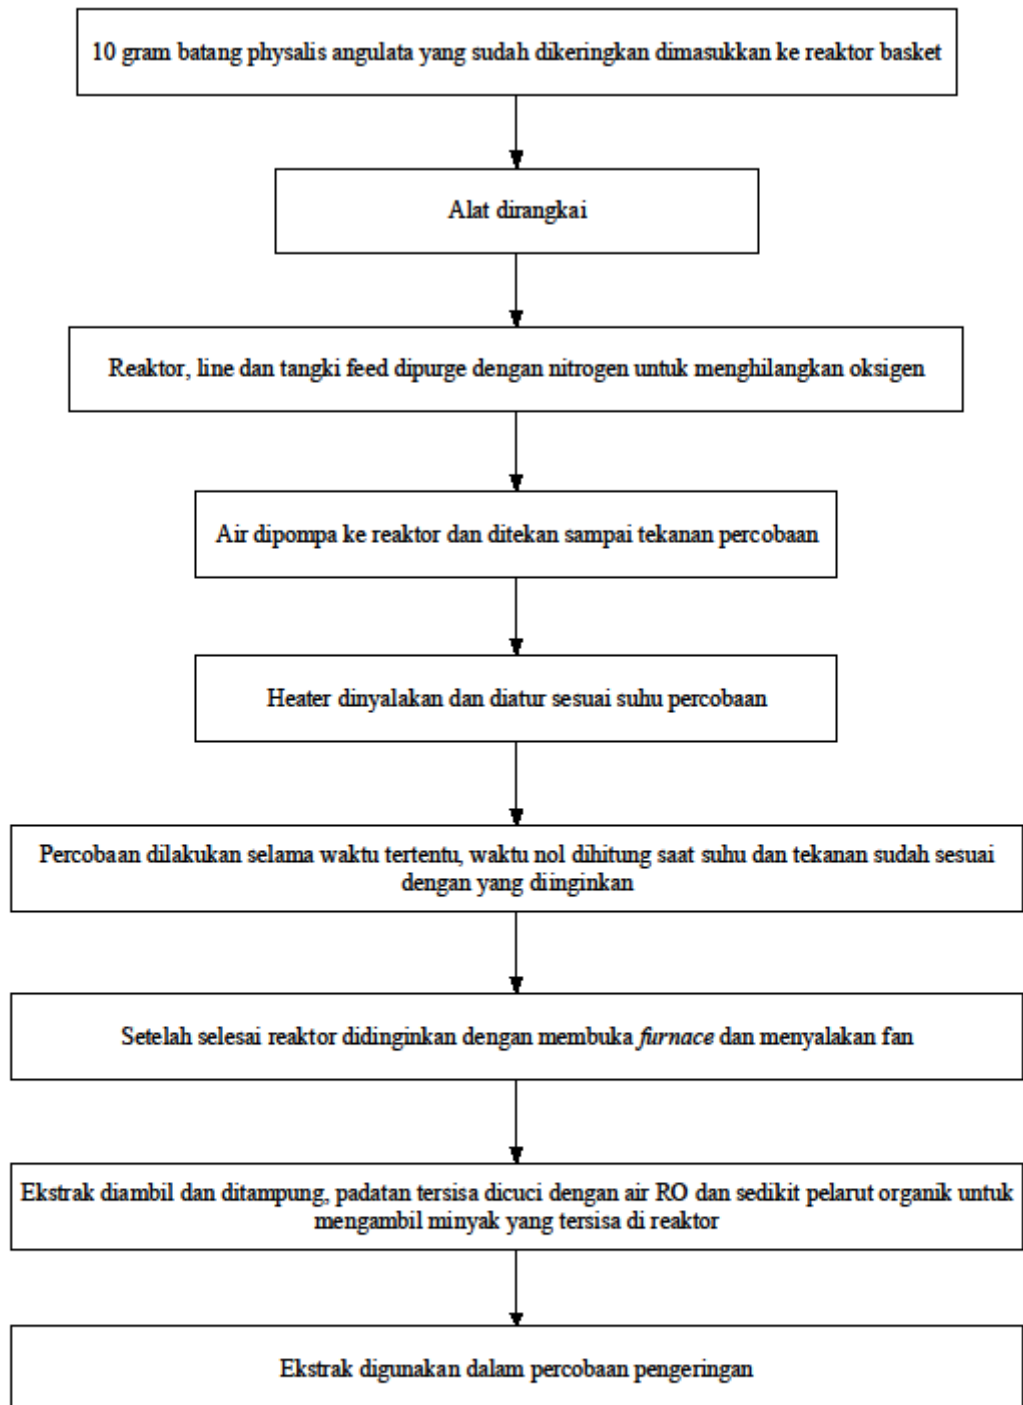 10 gram batang physalis angulata yang sudah dikeringkan dimasukkan ke reaktor basket
Alat dirangkai
Reaktor, line dan tangki feed dipurge dengan nitrogen untuk menghilangkan oksigen
Air dipompa ke reaktor dan ditekan sampai tekanan percobaan
Heater dinyalakan dan diatur sesuai suhu percobaan
Percobaan dilakukan selama waktu tertentu, waktu nol dihitung saat suhu dan tekanan sudah sesuai
dengan yang diinginkan
Setelah selesai reaktor didinginkan dengan membuka furnace dan menyalakan fan
Ekstrak diambil dan ditampung, padatan tersisa dicuci dengan air RO dan sedikit pelarut organik untuk
mengambil minyak yang tersisa di reaktor
Ekstrak digunakan dalam percobaan pengeringan